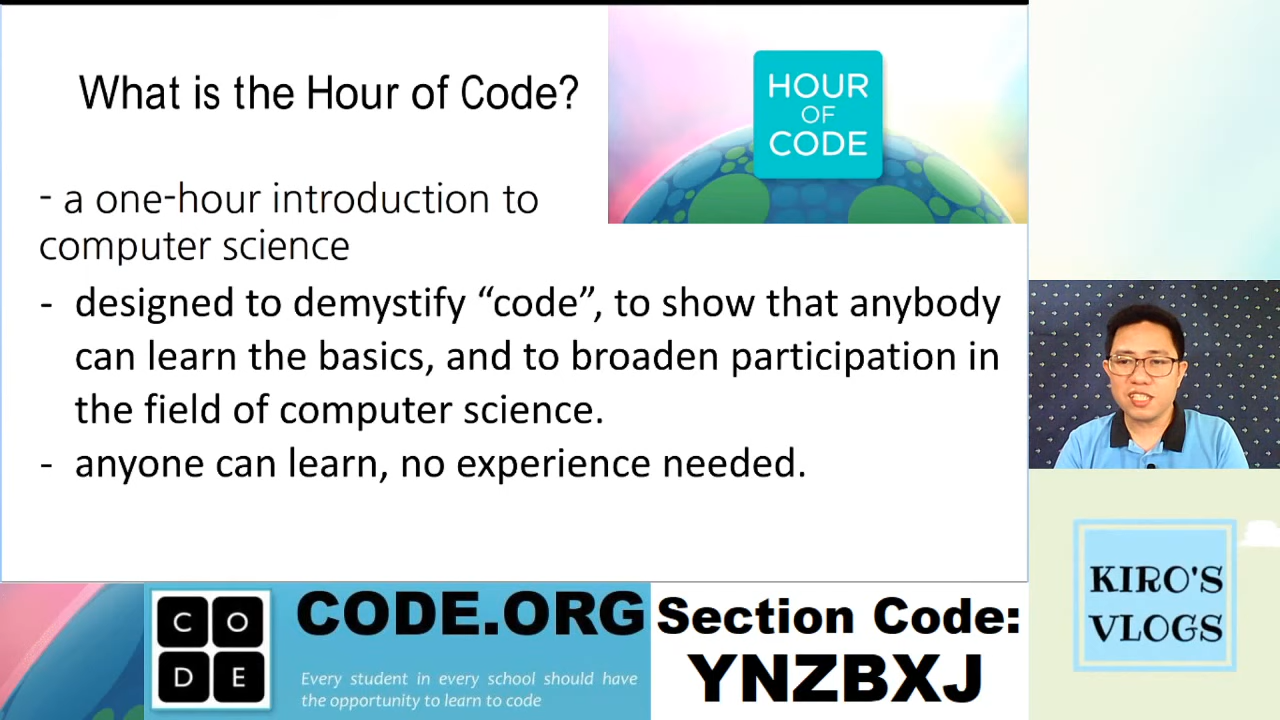 What is the Hour of Code?
HOUR
OF
CODE
- a one-hour introduction to
computer science
- designed to demystify “code”, to show that anybody
can learn the basics, and to broaden participation in
the field of computer science.
- anyone can learn, no experience needed.
C O
D E
CODE.ORG
Every student in every school should have
the opportunity to learn to code
Section Code:
YNZBXJ
KIRO'S
VLOGS